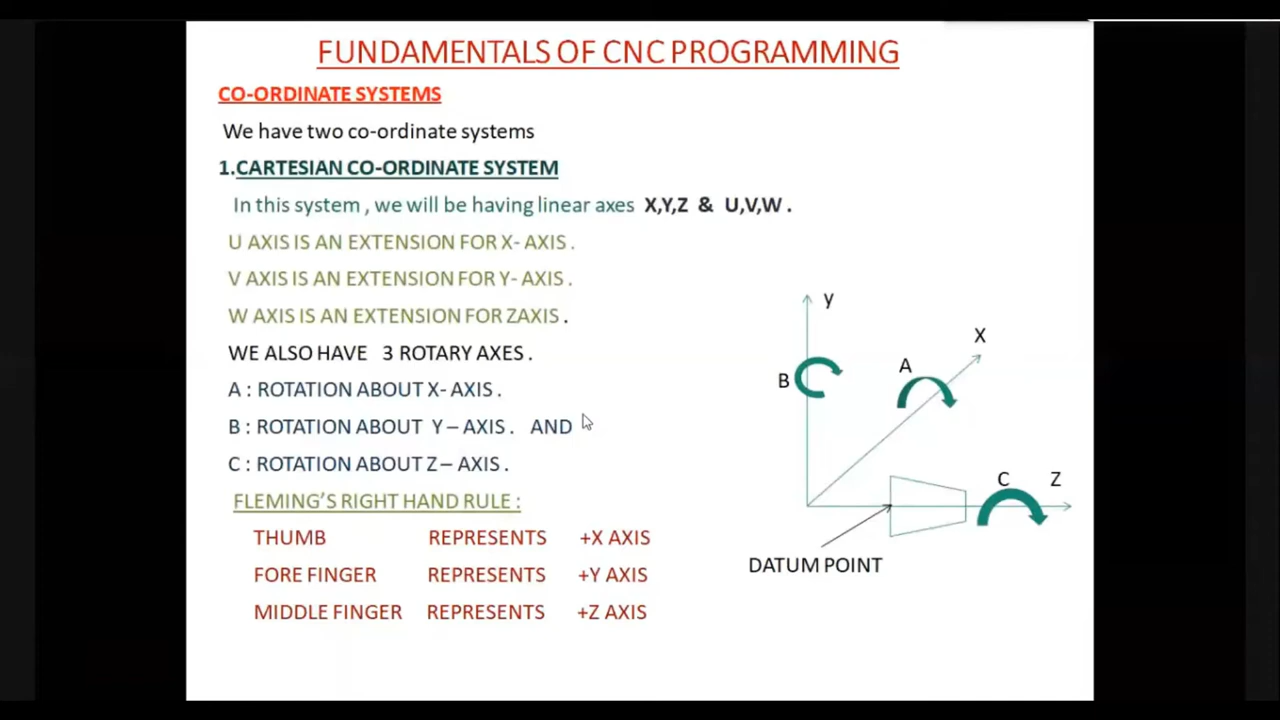 FUNDAMENTALS OF CNC PROGRAMMING
CO-ORDINATE SYSTEMS
We have two co-ordinate systems
1.CARTESIAN CO-ORDINATE SYSTEM
In this system , we will be having linear axes X,Y,Z & U,V,W .
U AXIS IS AN EXTENSION FOR X- AXIS .
V AXIS IS AN EXTENSION FOR Y- AXIS .
W AXIS IS AN EXTENSION FOR ZAXIS .
WE ALSO HAVE 3 ROTARY AXES .
A : ROTATION ABOUT X- AXIS .
B : ROTATION ABOUT Y – AXIS . AND
C : ROTATION ABOUT Z – AXIS .
FLEMING’S RIGHT HAND RULE :
THUMB REPRESENTS +X AXIS
FORE FINGER REPRESENTS +Y AXIS
MIDDLE FINGER REPRESENTS +Z AXIS
y
X
A
B
C
Z
DATUM POINT